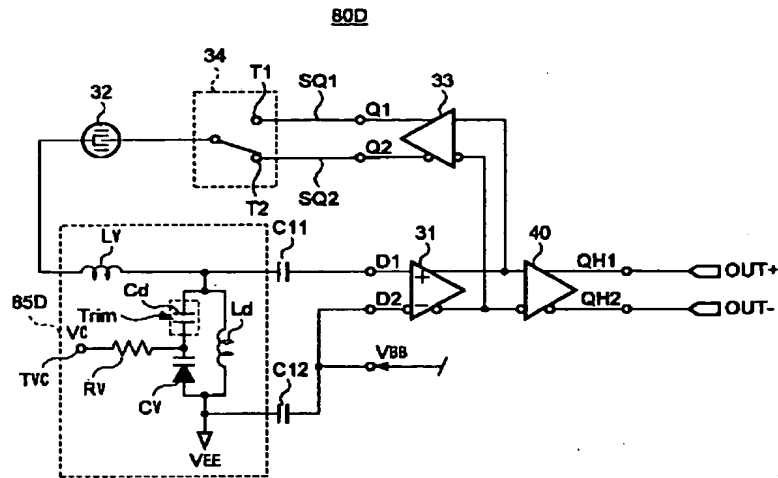 80D
34
T1
SQ1
33
32
Q1
Q2
T2
SQ2
LV
C11
31
40
D1
QH1
OUT+
Cd
Trim
Ld
D2
QH2
OUT-
85D
VC
TVC
RV
CV
C12
VBB
VEE